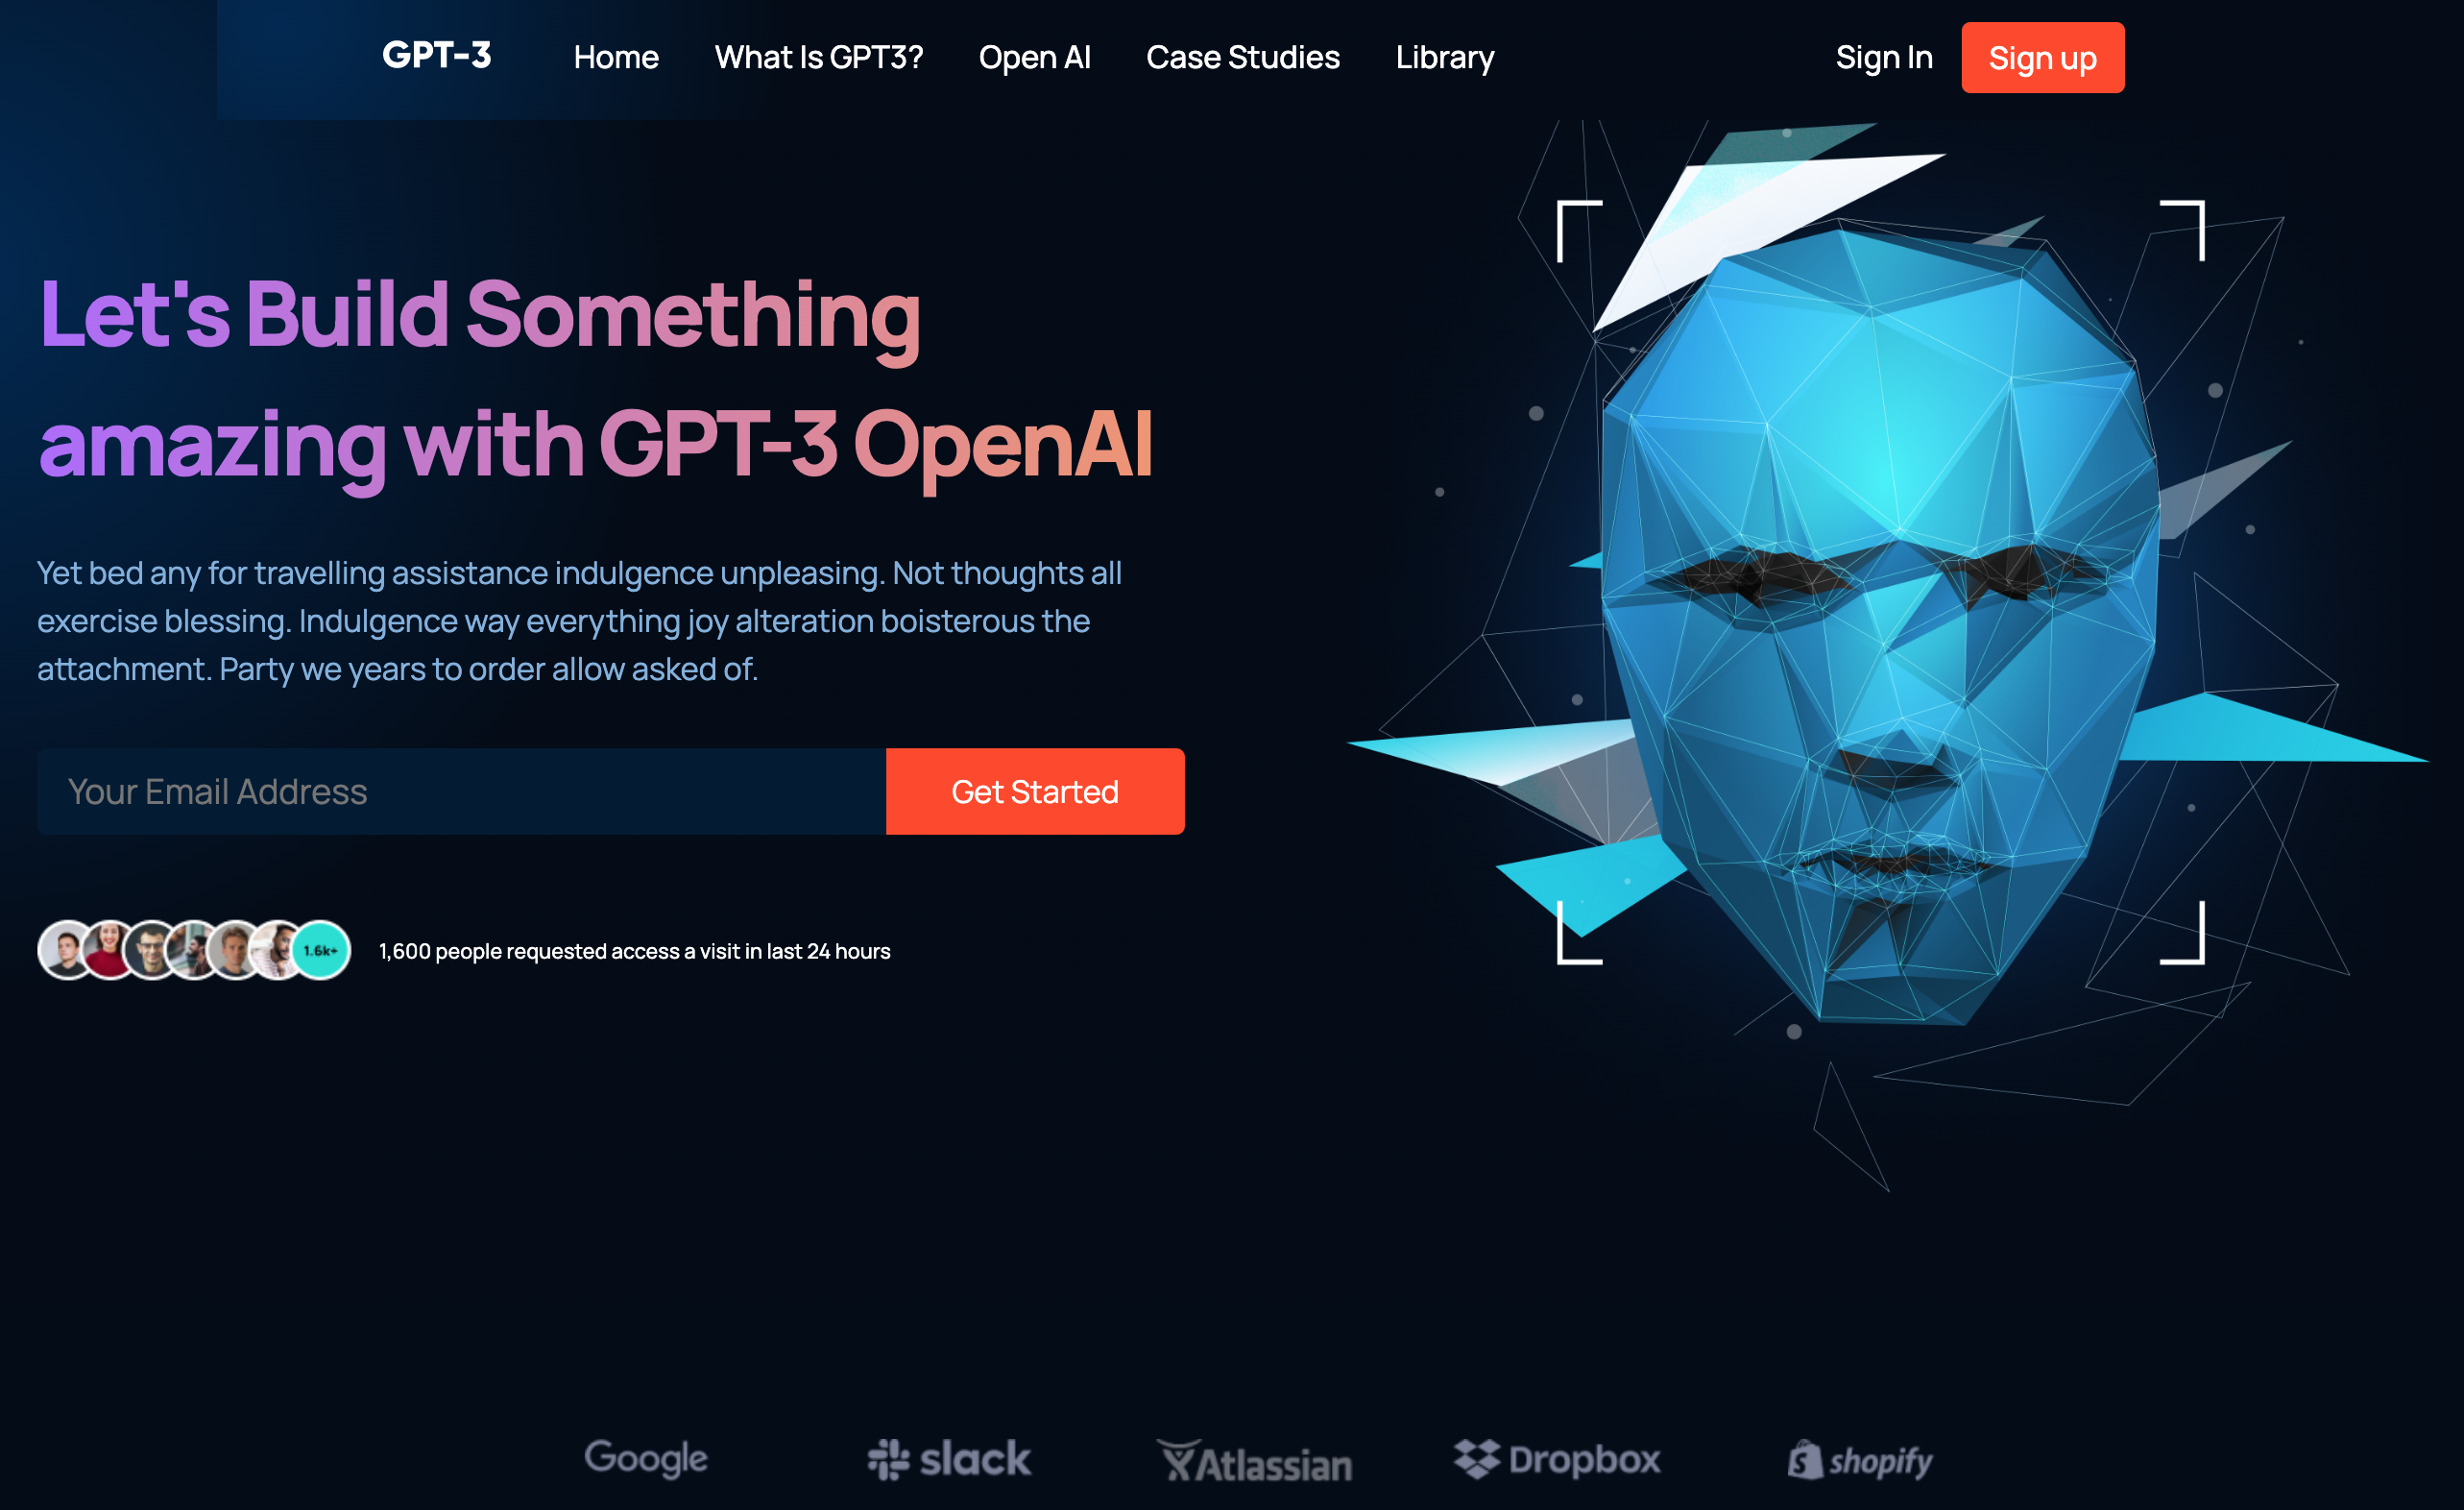 GPT-3 Home What Is GPT3? Open AI Case Studies Library Sign In Sign up
Let's Build Something
amazing with GPT-3 OpenAI
Yet bed any for travelling assistance indulgence unpleasing. Not thoughts all
exercise blessing. Indulgence way everything joy alteration boisterous the
attachment. Party we years to order allow asked of.
Your Email Address Get Started
1.6k+ 1,600 people requested access a visit in last 24 hours
Google slack Atlassian Dropbox shopify